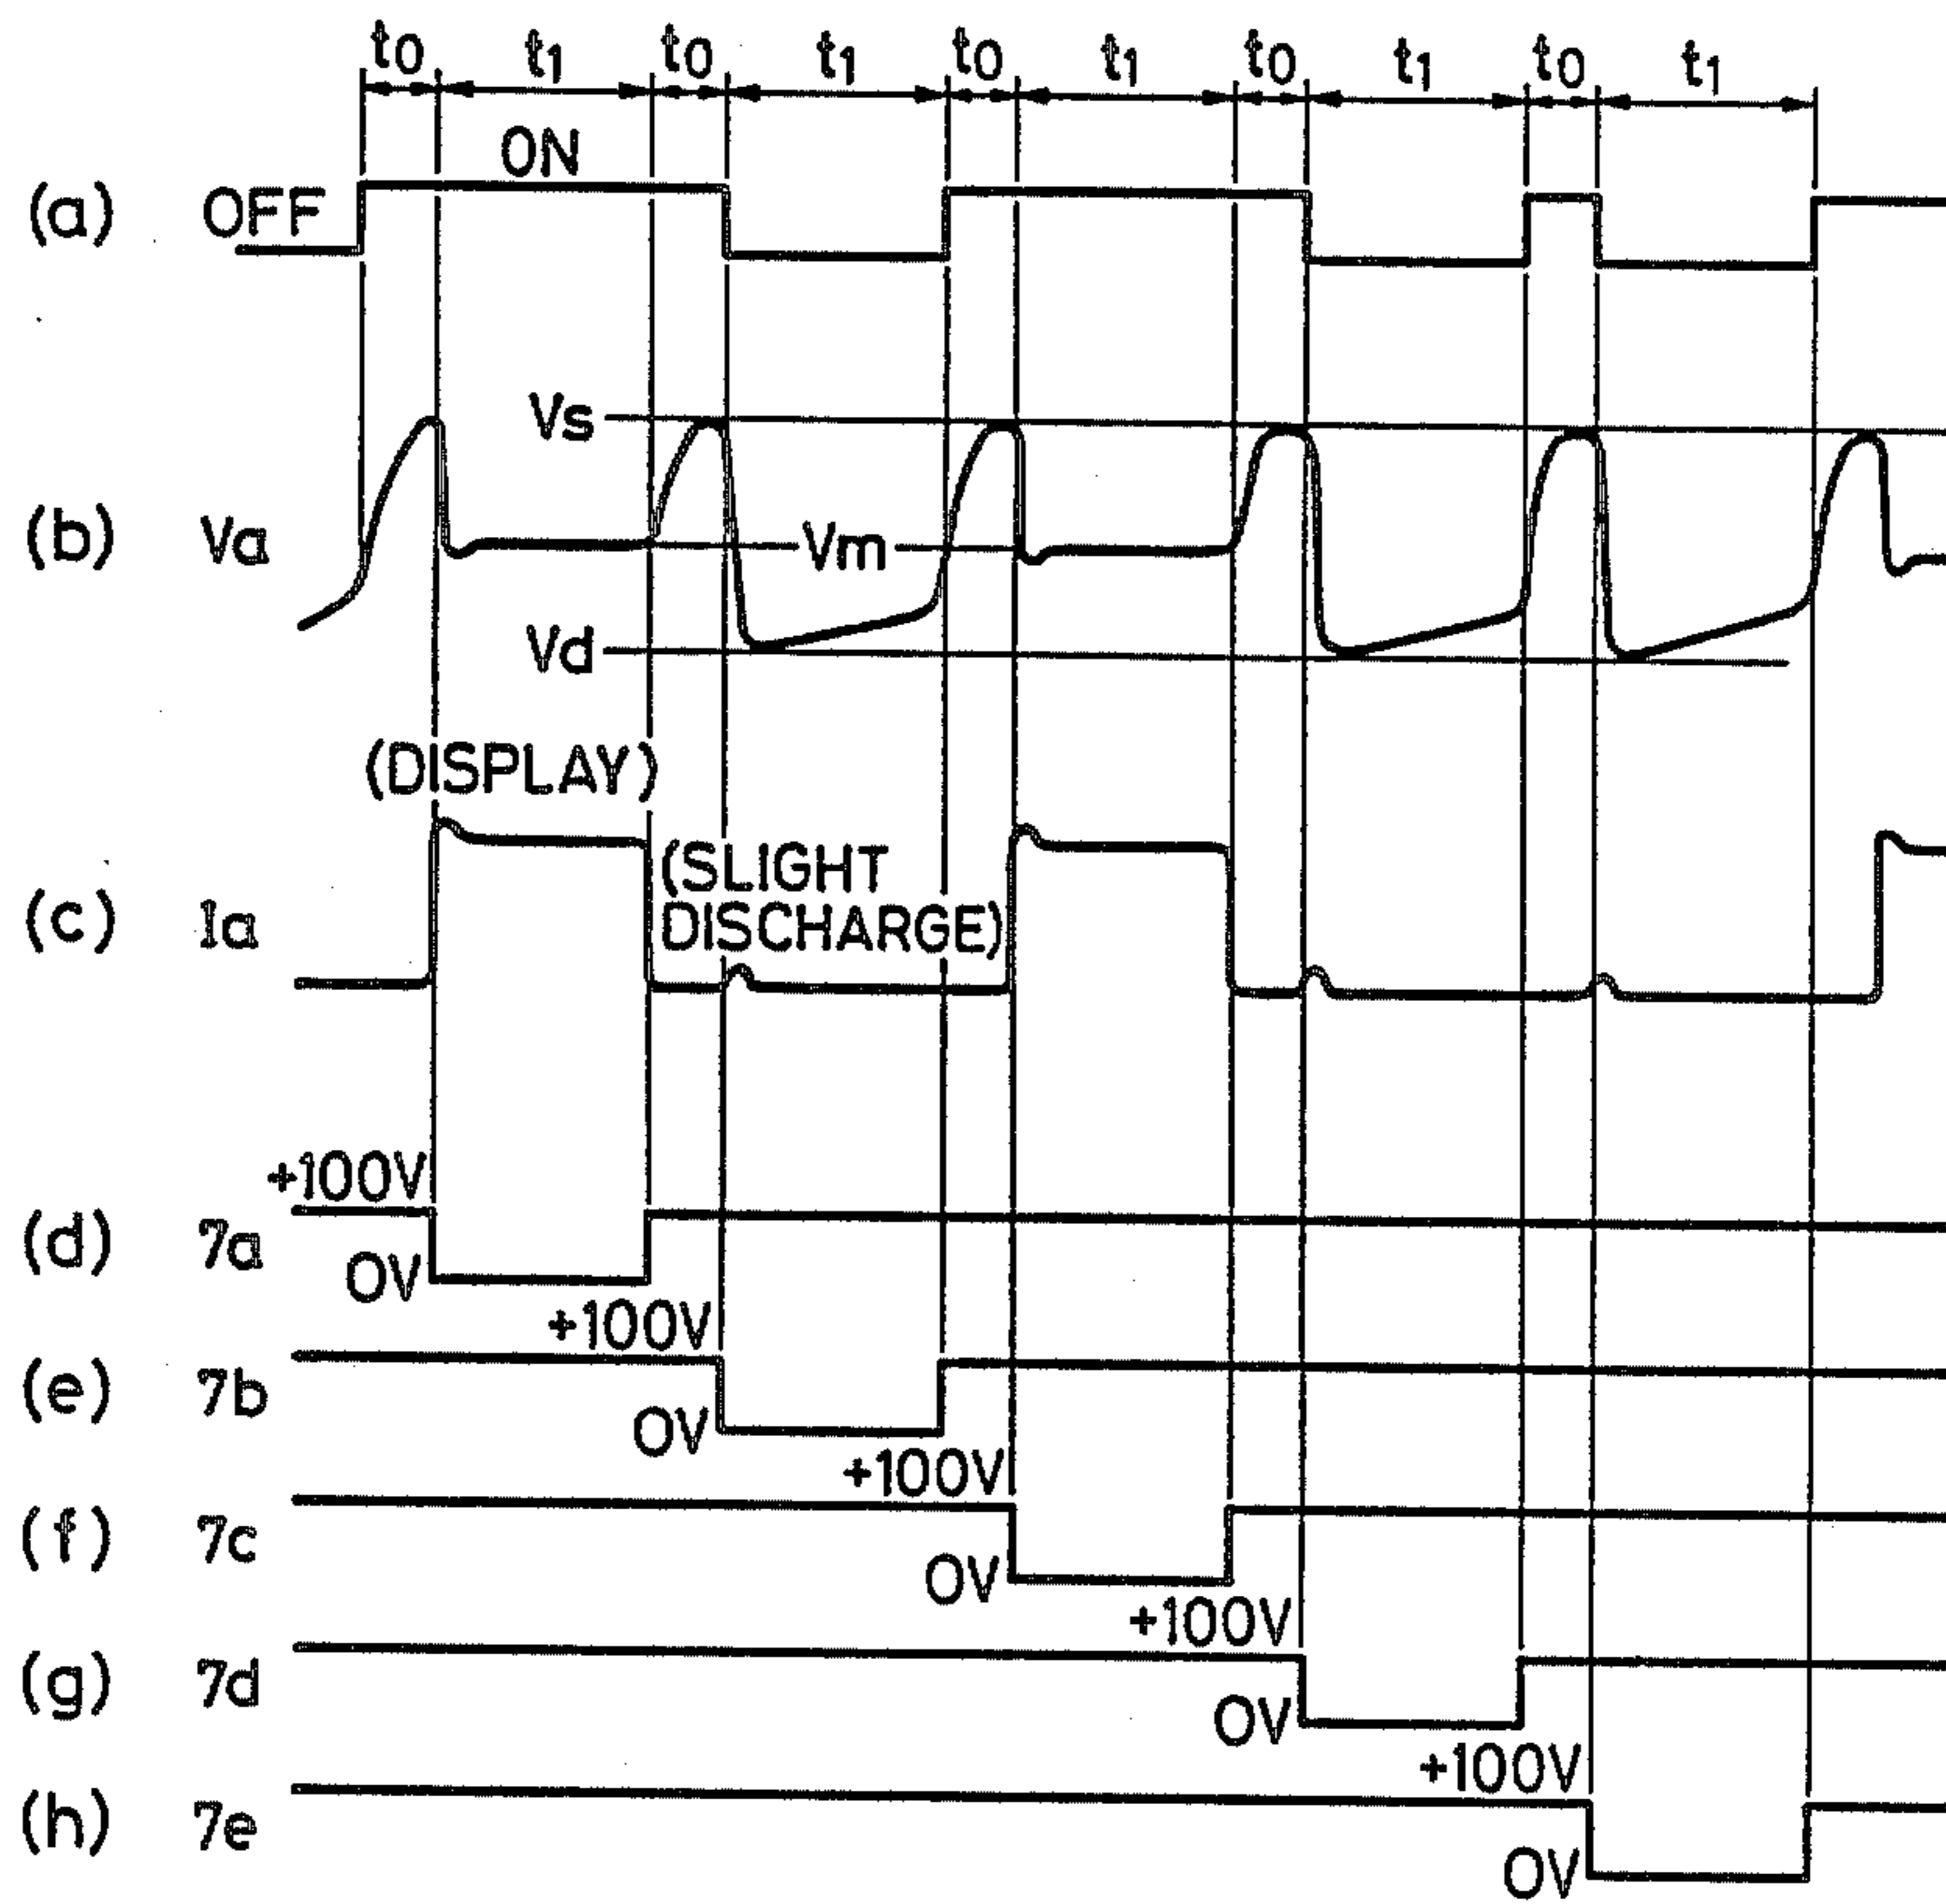 t0 t1 t0 t1 t0 t1 t0 t1 t0 t1
ON
(a) OFF
Vs
(b) Va
Vm
Vd
(DISPLAY)
(SLIGHT
DISCHARGE)
(c) Ia
+100V
(d) 7a
0V
+100V
(e) 7b
0V
+100V
(f) 7c
0V
+100V
(g) 7d
0V
+100V
(h) 7e
0V